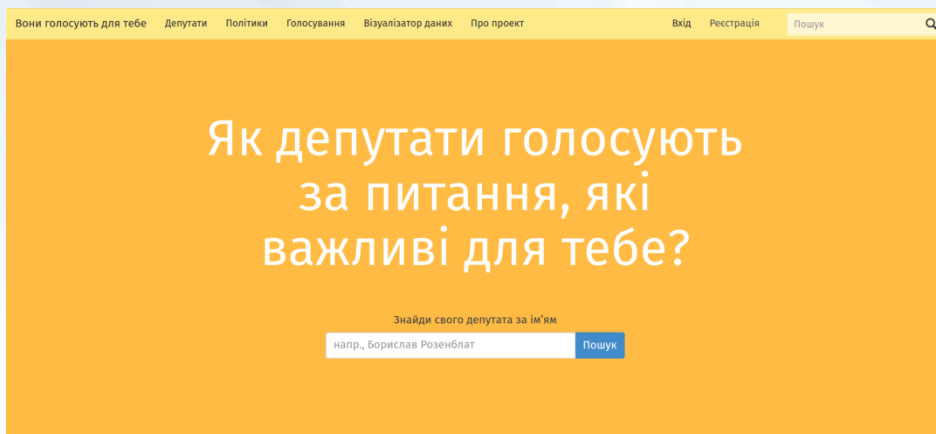 Вони голосують для тебе Депутати Політики Голосування Візуалізатор даних Про проект Вхід Реєстрація Пошук
Як депутати голосують
за питання, які
важливі для тебе?
Знайди свого депутата за ім’ям
напр., Борислав Розенблат Пошук